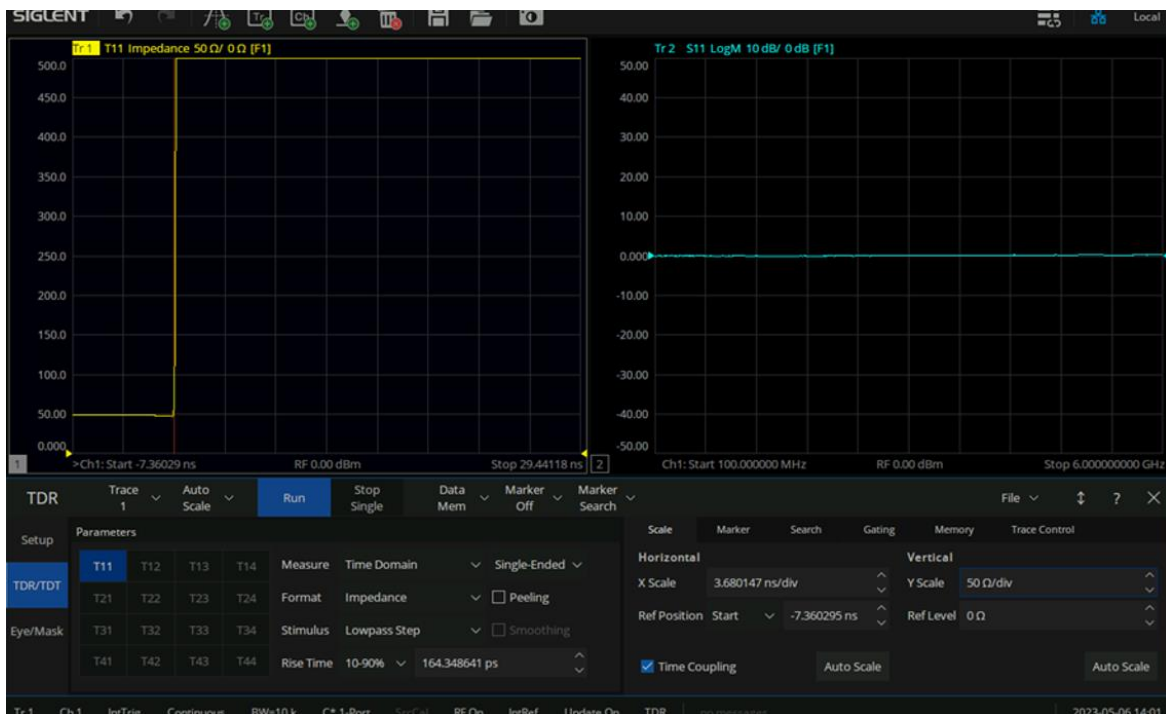 SIGLENT Tr Cb Local
Tr 1 T11 Impedance 50 Ω/ 0 Ω [F1]
500.0
450.0
400.0
350.0
300.0
250.0
200.0
150.0
100.0
50.00
0.000
1 >Ch1: Start -7.36029 ns RF 0.00 dBm Stop 29.44118 ns
Tr 2 S11 LogM 10 dB/ 0 dB [F1]
50.00
40.00
30.00
20.00
10.00
0.000
-10.00
-20.00
-30.00
-40.00
-50.00
2 Ch1: Start 100.000000 MHz RF 0.00 dBm Stop 6.000000000 GHz
TDR Trace 1 Auto Scale Run Stop Single Data Mem Marker Off Marker Search File ?
Setup
TDR/TDT
Eye/Mask
Parameters
T11 T12 T13 T14
T21 T22 T23 T24
T31 T32 T33 T34
T41 T42 T43 T44
Measure Time Domain Single-Ended
Format Impedance Peeling
Stimulus Lowpass Step Smoothing
Rise Time 10-90% 164.348641 ps
Scale Marker Search Gating Memory Trace Control
Horizontal
X Scale 3.680147 ns/div
Ref Position Start -7.360295 ns
Time Coupling Auto Scale
Vertical
Y Scale 50 Ω/div
Ref Level 0 Ω
Auto Scale
Tr 1 Ch 1 IntTrig Continuous BW=10 k C* 1-Port SrcCal RF On IntRef Update On TDR no messages 2023-05-06 14:01